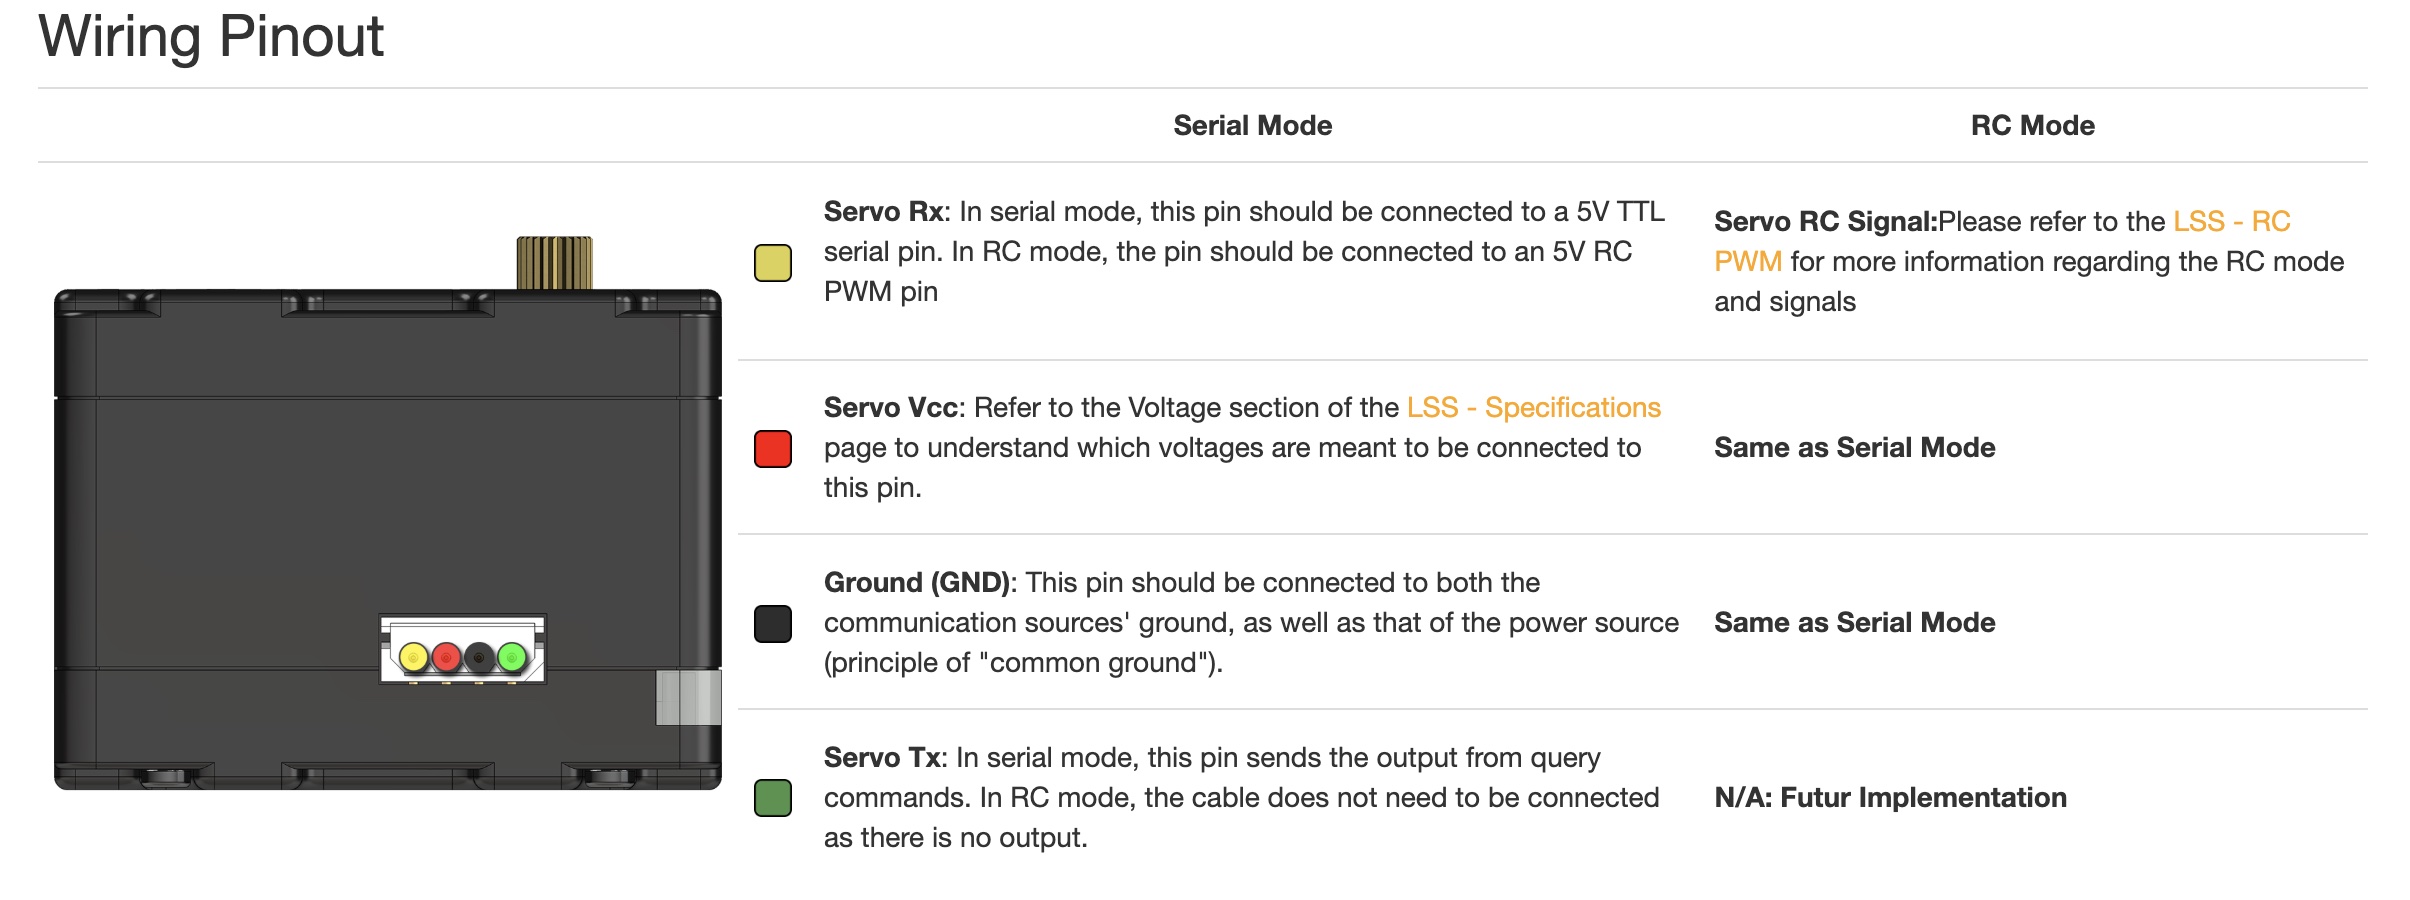 Wiring Pinout
Serial Mode
RC Mode
Servo Rx: In serial mode, this pin should be connected to a 5V TTL
serial pin. In RC mode, the pin should be connected to an 5V RC
PWM pin
Servo RC Signal:Please refer to the LSS - RC
PWM for more information regarding the RC mode
and signals
Servo Vcc: Refer to the Voltage section of the LSS - Specifications
page to understand which voltages are meant to be connected to
this pin.
Same as Serial Mode
Ground (GND): This pin should be connected to both the
communication sources' ground, as well as that of the power source
(principle of "common ground").
Same as Serial Mode
Servo Tx: In serial mode, this pin sends the output from query
commands. In RC mode, the cable does not need to be connected
as there is no output.
N/A: Futur Implementation